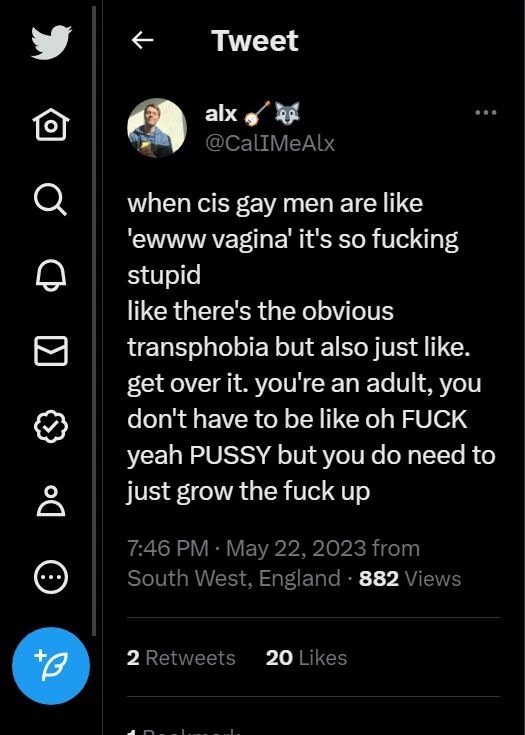 Tweet
alx 🪕🐺
@CalIMeAlx
when cis gay men are like
'ewww vagina' it's so fucking
stupid
like there's the obvious
transphobia but also just like.
get over it. you're an adult, you
don't have to be like oh FUCK
yeah PUSSY but you do need to
just grow the fuck up
7:46 PM · May 22, 2023 from
South West, England · 882 Views
2 Retweets 20 Likes
1 Bookmark